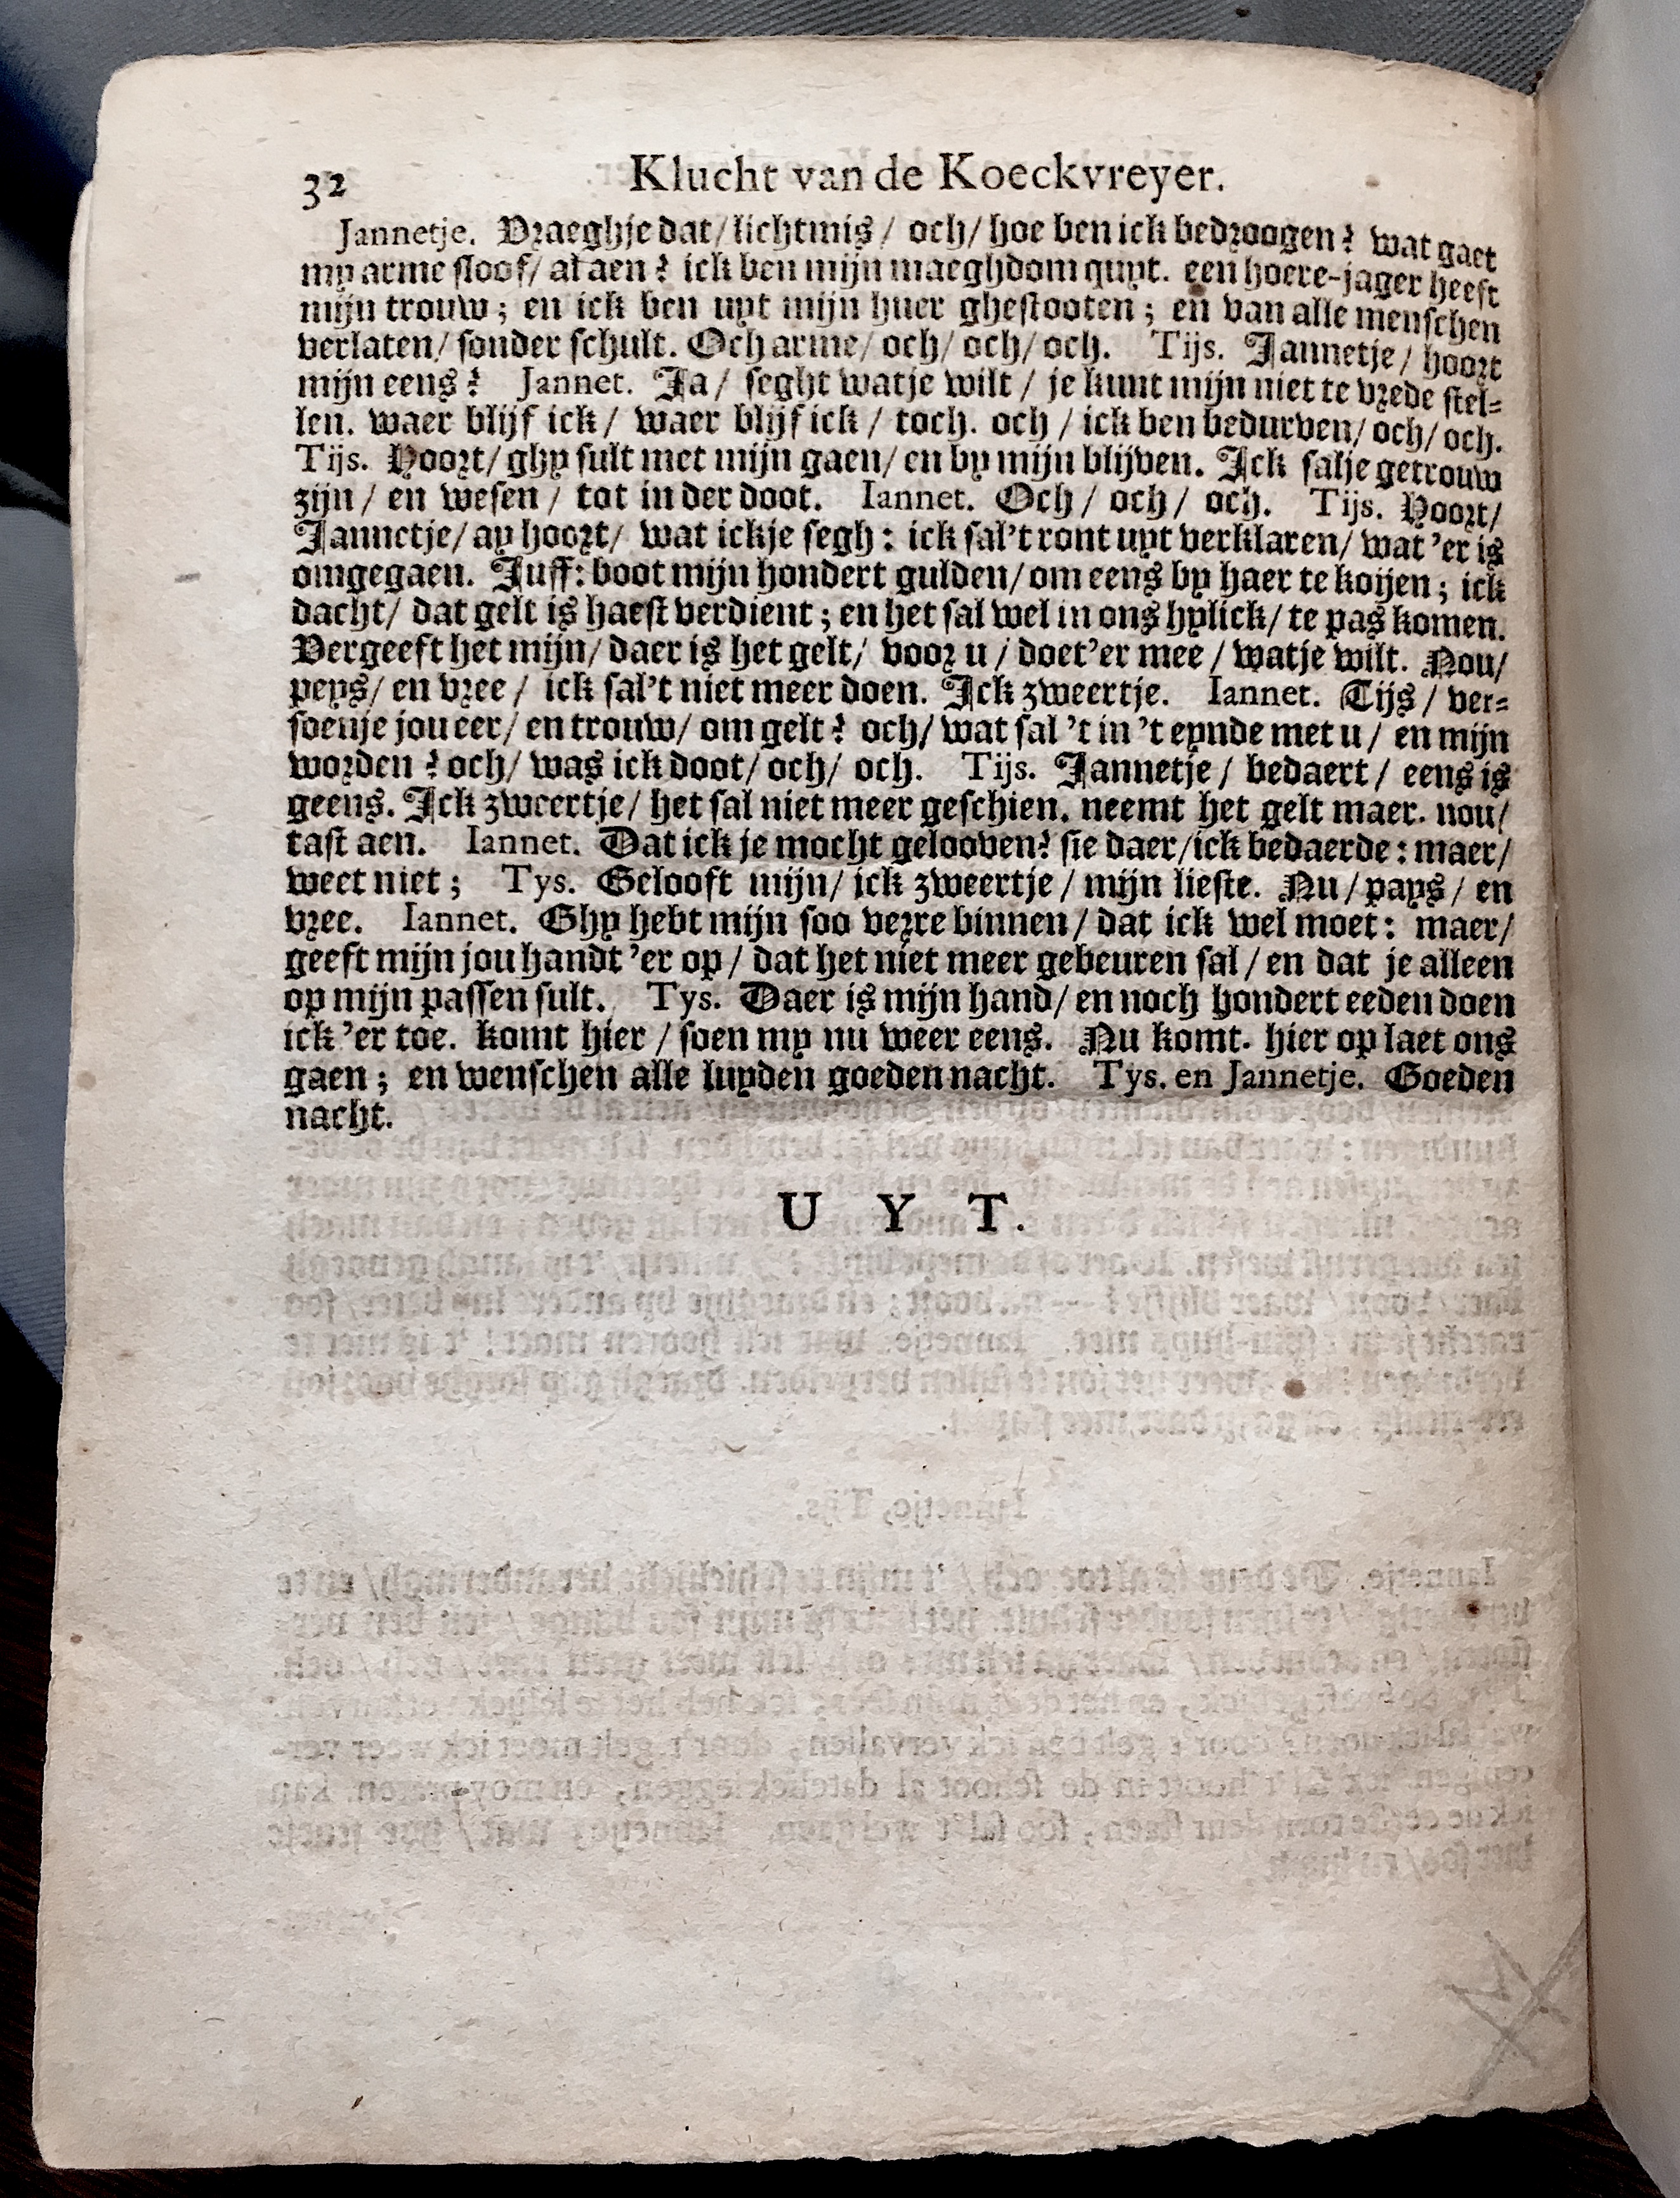 32 Klucht van de Koeckvreyer.
Jannetje. Vraeghje dat/ lichtmis/ och/ hoe ben ick bedroogen? wat gaet
my arme sloof/ al aen? ick ben mijn maeghdom quyt. een hoere-jager heeft
mijn trouw; en ick ben uyt mijn huer ghestooten; en van alle menschen
verlaten/ sonder schult. Och arme/ och/ och/ och. Tijs. Jannetje/ hoort
mijn eens? Jannet. Ja/ seght watje wilt/ je kunt mijn niet te vrede stel-
len. waer blijf ick/ waer blijf ick/ toch. och/ ick ben bedurven/ och/ och.
Tijs. Hoort/ ghy sult met mijn gaen/ en by mijn blijven. Ick salje getrouw
zijn/ en wesen/ tot in der doot. Iannet. Och/ och/ och. Tijs. Hoort/
Jannetje/ ay hoort/ wat ickje segh: ick sal't ront uyt verklaren/ wat 'er is
omgegaen. Juff: boot mijn hondert gulden/ om eens by haer te koijen; ick
dacht/ dat gelt is haest verdient; en het sal wel in ons hylick/ te pas komen.
Vergeeft het mijn/ daer is het gelt/ voor u/ doet'er mee/ watje wilt. Nou/
peys/ en vree/ ick sal't niet meer doen. Ick zweertje. Iannet. Tijs/ ver-
soenje jou eer/ en trouw/ om gelt? och/ wat sal 't in 't eynde met u/ en mijn
worden? och/ was ick doot/ och/ och. Tijs. Jannetje/ bedaert/ eens is
geens. Ick zweertje/ het sal niet meer geschien. neemt het gelt maer. nou/
tast aen. Iannet. Dat ick je mocht gelooven? sie daer/ ick bedaerde: maer/
weet niet; Tys. Gelooft mijn/ ick zweertje/ mijn lieste. Nu/ pays/ en
vree. Iannet. Ghy hebt mijn soo verre binnen/ dat ick wel moet: maer/
geeft mijn jou handt 'er op/ dat het niet meer gebeuren sal/ en dat je alleen
op mijn passen sult. Tys. Daer is mijn hand/ en noch hondert eeden doen
ick 'er toe. komt hier/ soen my nu weer eens. Nu komt. hier op laet ons
gaen; en wenschen alle luyden goeden nacht. Tys. en Jannetje. Goeden
nacht.
U Y T.